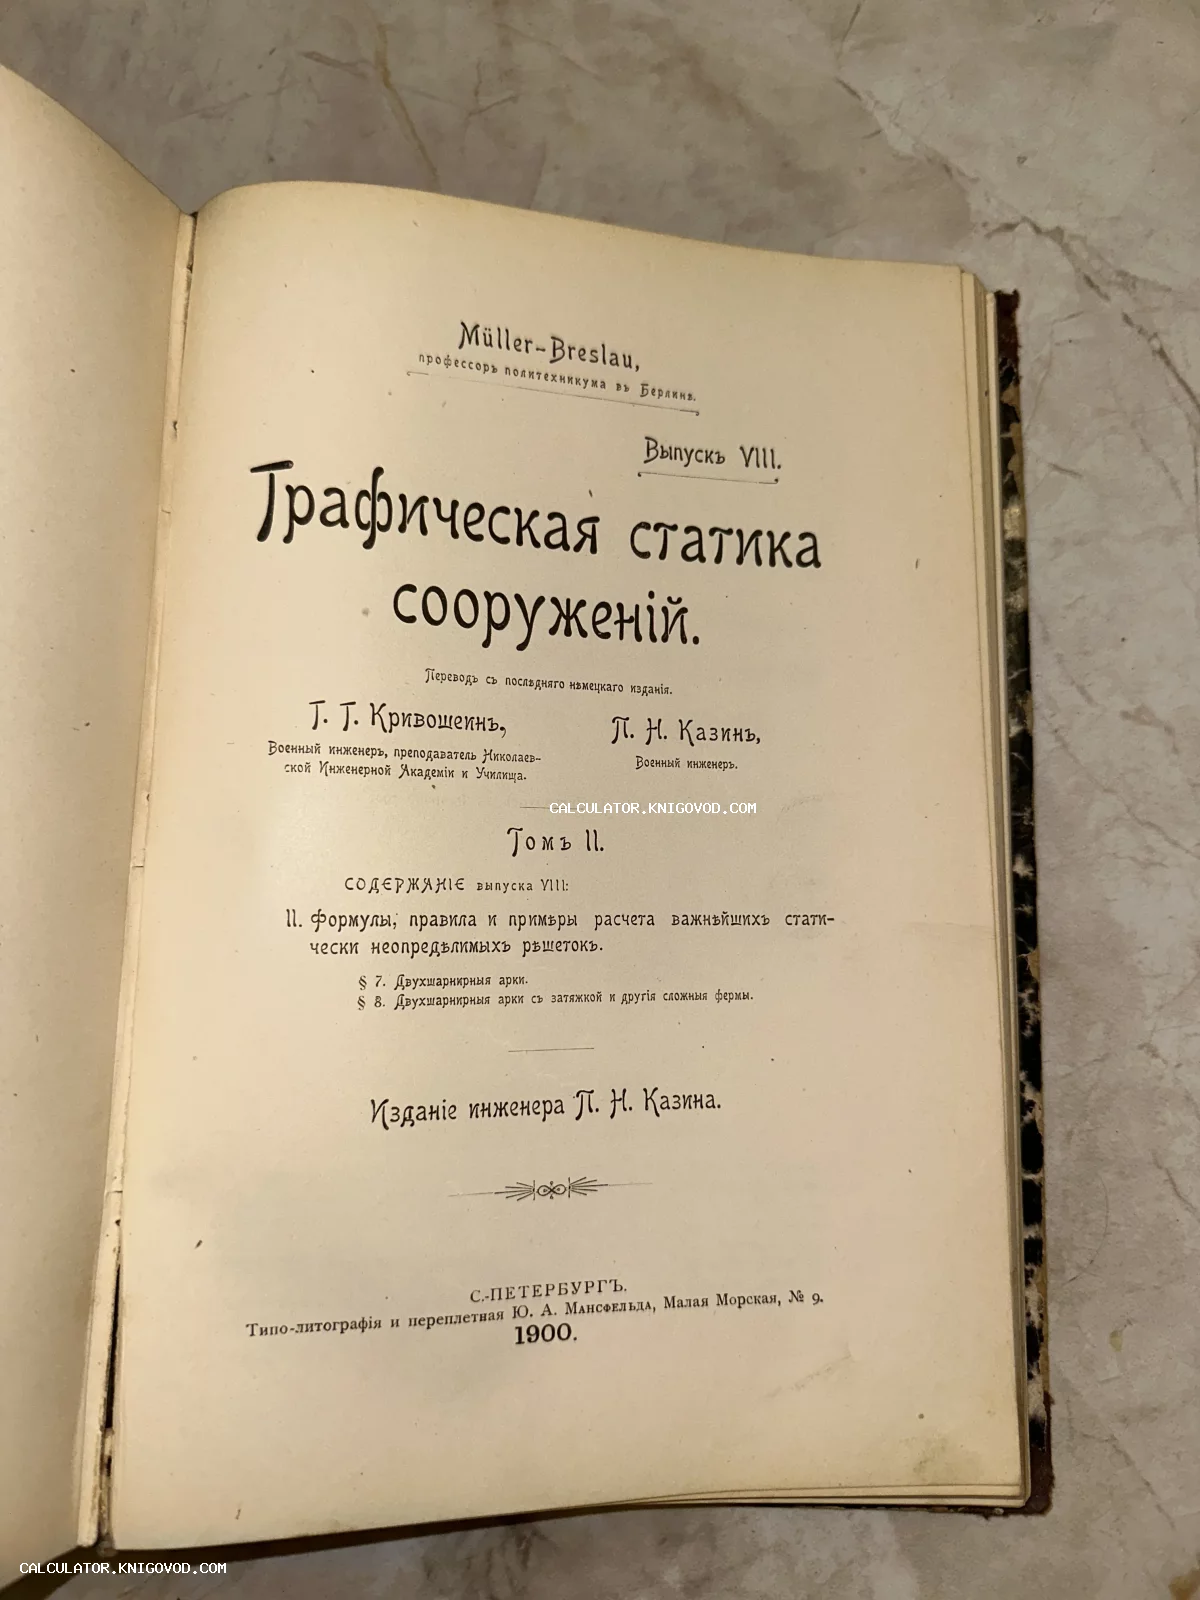 Müller-Breslau,
профессоръ политехникума въ Берлинѣ.
Выпускъ VIII.
Графическая статика
сооруженій.
Переводъ съ послѣдняго нѣмецкаго изданія.
Г. Г. Кривошеинъ,
Военный инженеръ, преподаватель Николаев-
ской Инженерной Академіи и Училища.
П. Н. Казинъ,
Военный инженеръ.
CALCULATOR.KNIGOVOD.COM
Томъ II.
СОДЕРЖАНІЕ выпуска VIII:
II. Формулы, правила и примѣры расчета важнѣйшихъ стати-
чески неопредѣлимыхъ рѣшетокъ.
§ 7. Двухшарнирныя арки.
§ 8. Двухшарнирныя арки съ затяжкой и другія сложныя фермы.
Изданіе инженера П. Н. Казина.
С.-ПЕТЕРБУРГЪ.
Типо-литографія и переплетная Ю. А. Мансфельда, Малая Морская, № 9.
1900.
CALCULATOR.KNIGOVOD.COM